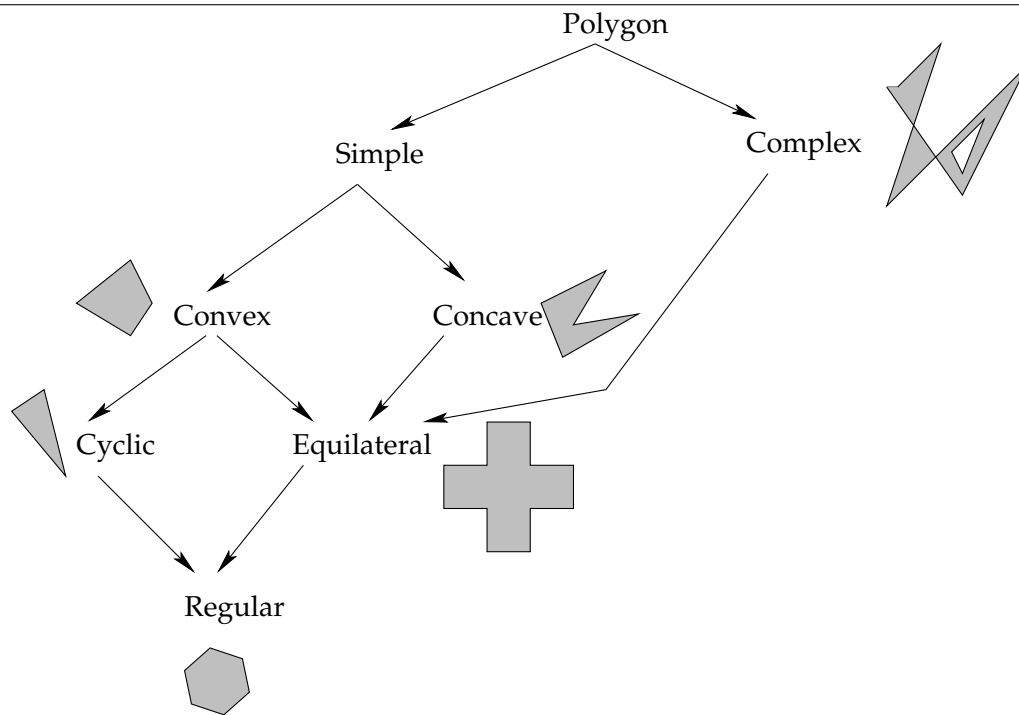 Polygon
Simple
Complex
Convex
Concave
Cyclic
Equilateral
Regular